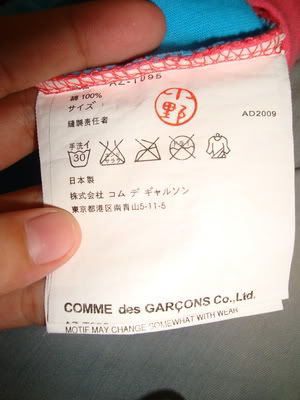 AZ-T095
綿 100%
サイズ
縫製責任者
野
AD2009
手洗イ
30
日本製
株式会社 コム デ ギャルソン
東京都港区南青山5-11-5
COMME des GARÇONS Co.,Ltd.
MOTIF MAY CHANGE SOMEWHAT WITH WEAR